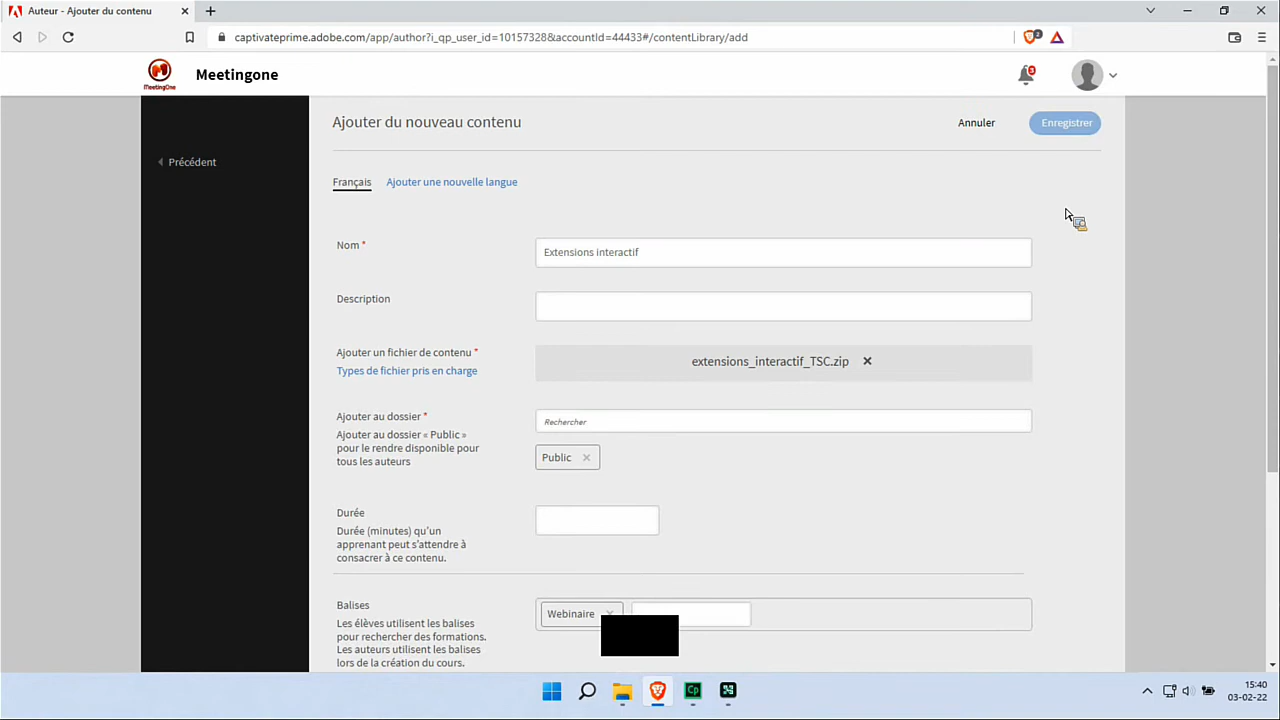 Auteur - Ajouter du contenu
captivateprime.adobe.com/app/author?i_qp_user_id=10157328&accountId=44433#/contentLibrary/add
2
MeetingOne
Meetingone
3
Ajouter du nouveau contenu
Annuler
Enregistrer
Précédent
Français
Ajouter une nouvelle langue
Nom *
Extensions interactif
Description
Ajouter un fichier de contenu *
Types de fichier pris en charge
extensions_interactif_TSC.zip
Ajouter au dossier *
Ajouter au dossier « Public »
pour le rendre disponible pour
tous les auteurs
Rechercher
Public
Durée
Durée (minutes) qu'un
apprenant peut s'attendre à
consacrer à ce contenu.
Balises
Les élèves utilisent les balises
pour rechercher des formations.
Les auteurs utilisent les balises
lors de la création du cours.
Webinaire
Cp
15:40
03-02-22